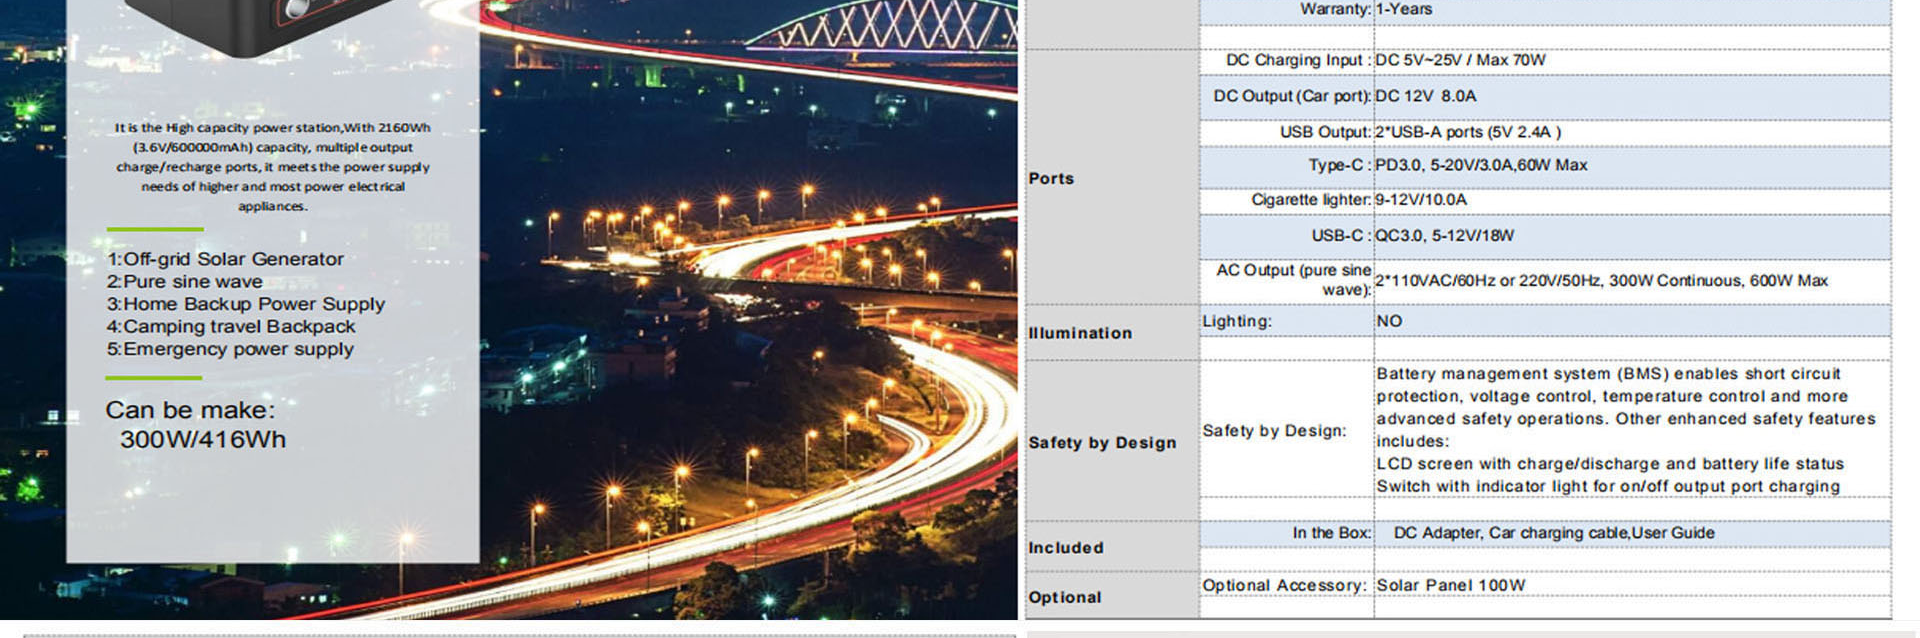 It is the High capacity power station,With 2160Wh
(3.6V/600000mAh) capacity, multiple output
charge/recharge ports, it meets the power supply
needs of higher and most power electrical
appliances.
1:Off-grid Solar Generator
2:Pure sine wave
3:Home Backup Power Supply
4:Camping travel Backpack
5:Emergency power supply
Can be make:
300W/416Wh
Warranty: 1-Years
Ports
DC Charging Input : DC 5V~25V / Max 70W
DC Output (Car port): DC 12V 8.0A
USB Output: 2*USB-A ports (5V 2.4A )
Type-C : PD3.0, 5-20V/3.0A,60W Max
Cigarette lighter: 9-12V/10.0A
USB-C : QC3.0, 5-12V/18W
AC Output (pure sine
wave): 2*110VAC/60Hz or 220V/50Hz, 300W Continuous, 600W Max
Illumination
Lighting: NO
Safety by Design
Safety by Design:
Battery management system (BMS) enables short circuit
protection, voltage control, temperature control and more
advanced safety operations. Other enhanced safety features
includes:
LCD screen with charge/discharge and battery life status
Switch with indicator light for on/off output port charging
Included
In the Box: DC Adapter, Car charging cable,User Guide
Optional
Optional Accessory: Solar Panel 100W